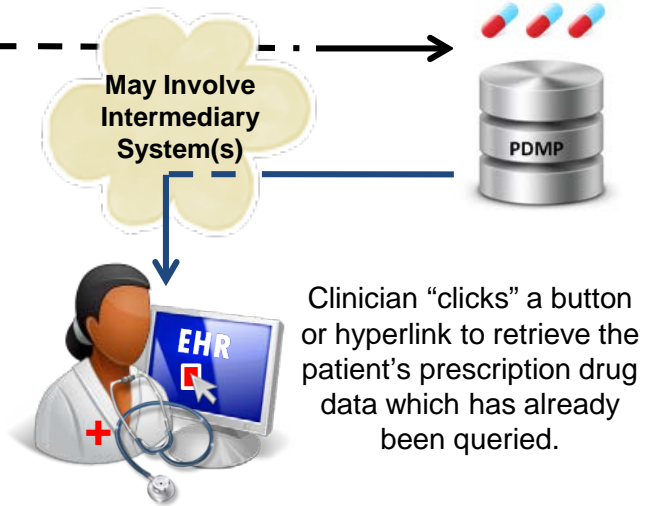 May Involve
Intermediary
System(s)
PDMP
EHR
Clinician “clicks” a button
or hyperlink to retrieve the
patient’s prescription drug
data which has already
been queried.